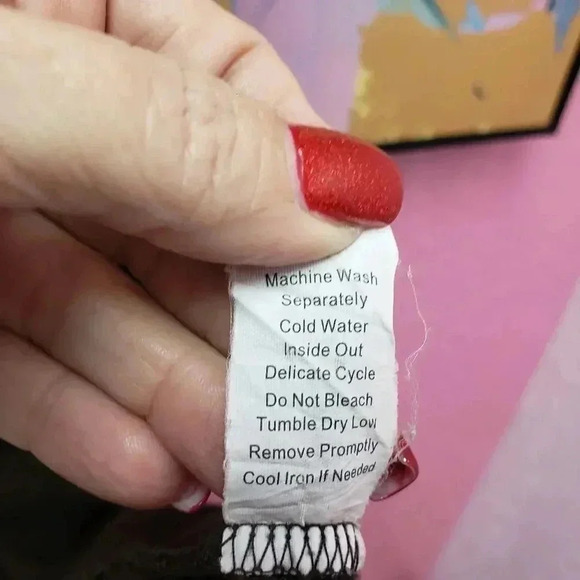 Machine Wash
Separately
Cold Water
Inside Out
Delicate Cycle
Do Not Bleach
Tumble Dry Low
Remove Promptly
Cool Iron If Needed